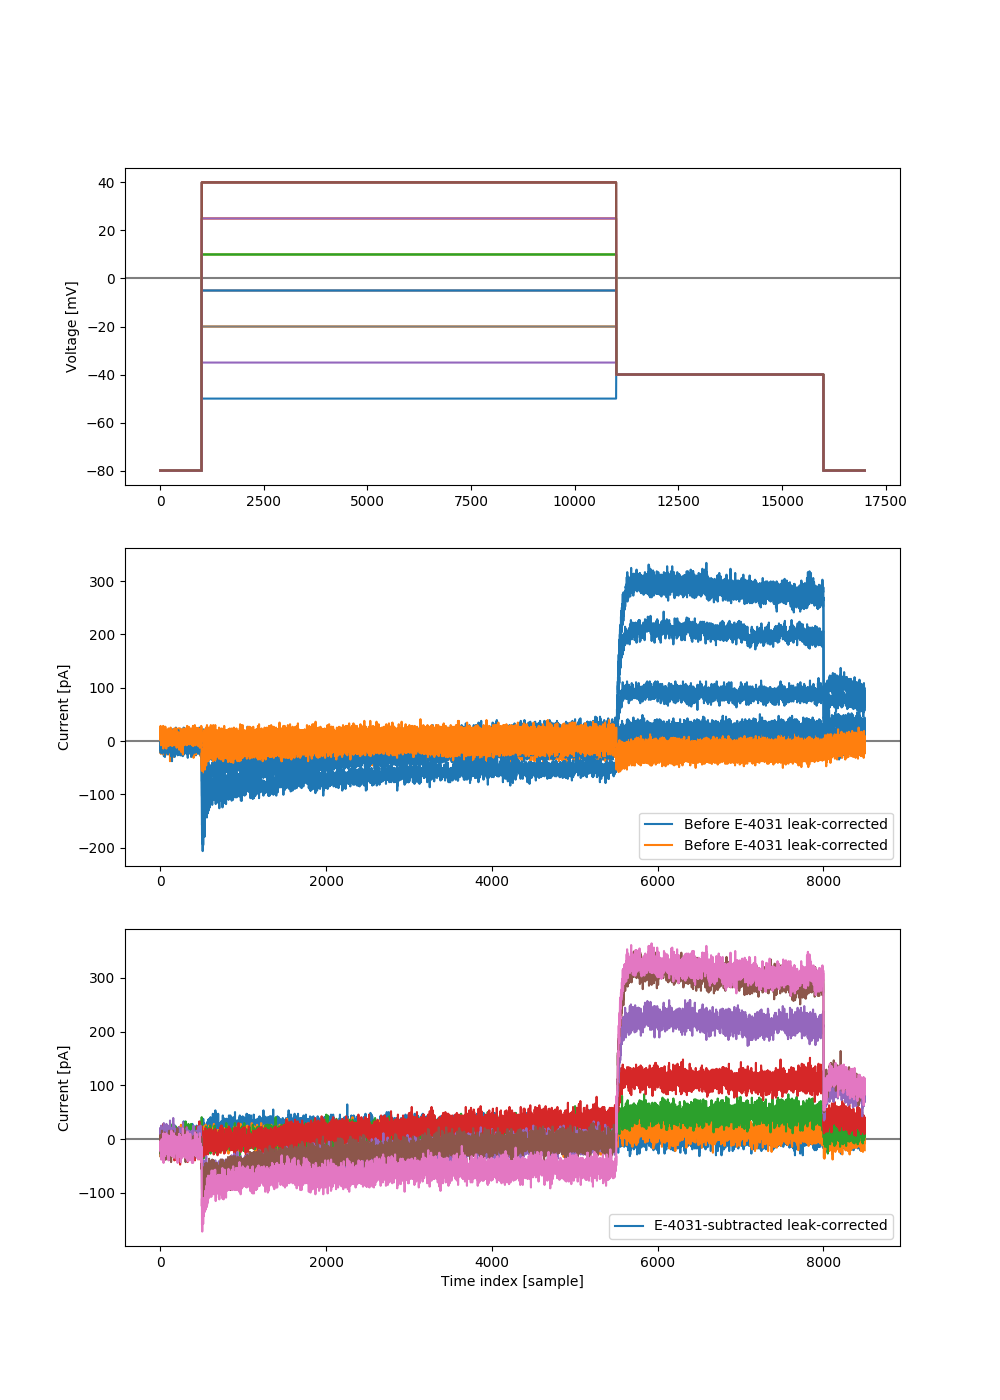 40
20
0
−20
−40
−60
−80
Voltage [mV]
0 2500 5000 7500 10000 12500 15000 17500
300
200
100
0
−100
−200
Current [pA]
Before E-4031 leak-corrected
Before E-4031 leak-corrected
0 2000 4000 6000 8000
300
200
100
0
−100
Current [pA]
E-4031-subtracted leak-corrected
0 2000 4000 6000 8000
Time index [sample]